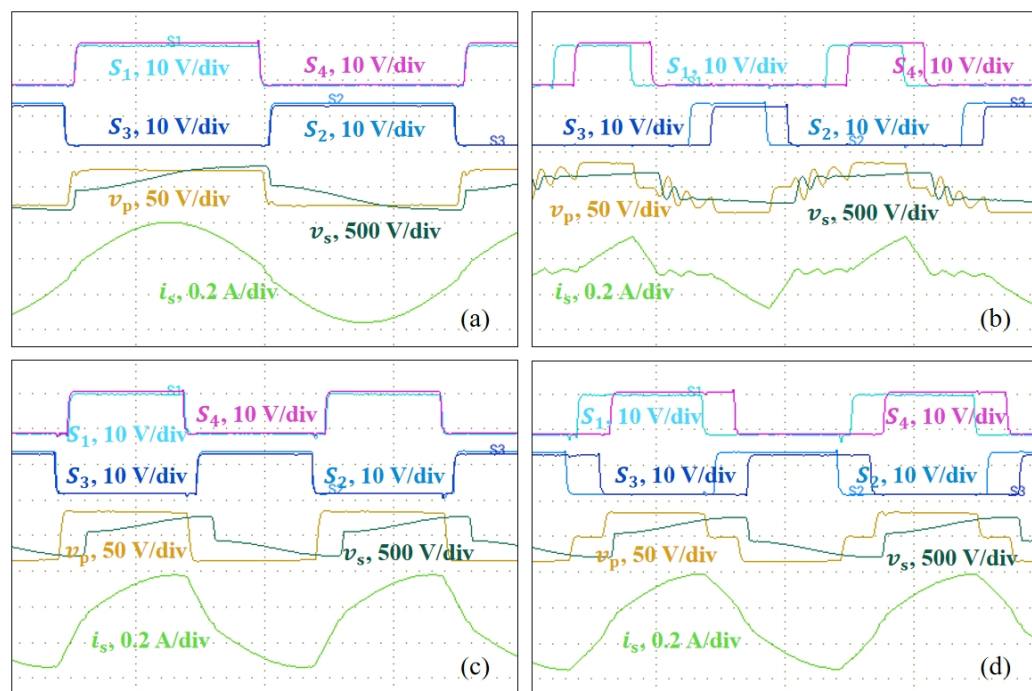 S1
S₁, 10 V/div
S₄, 10 V/div
S2
S₃, 10 V/div
S₂, 10 V/div
S3
vₚ, 50 V/div
vₛ, 500 V/div
iₛ, 0.2 A/div
(a)
S₁, 10 V/div
S₄, 10 V/div
S1
S3
S₃, 10 V/div
S₂, 10 V/div
S2
vₚ, 50 V/div
vₛ, 500 V/div
iₛ, 0.2 A/div
(b)
S1
S₄, 10 V/div
S₁, 10 V/div
S3
S₃, 10 V/div
S₂, 10 V/div
S2
vₚ, 50 V/div
vₛ, 500 V/div
iₛ, 0.2 A/div
(c)
S1
S₁, 10 V/div
S₄, 10 V/div
S₃, 10 V/div
S₂, 10 V/div
S2
S3
vₚ, 50 V/div
vₛ, 500 V/div
iₛ, 0.2 A/div
(d)